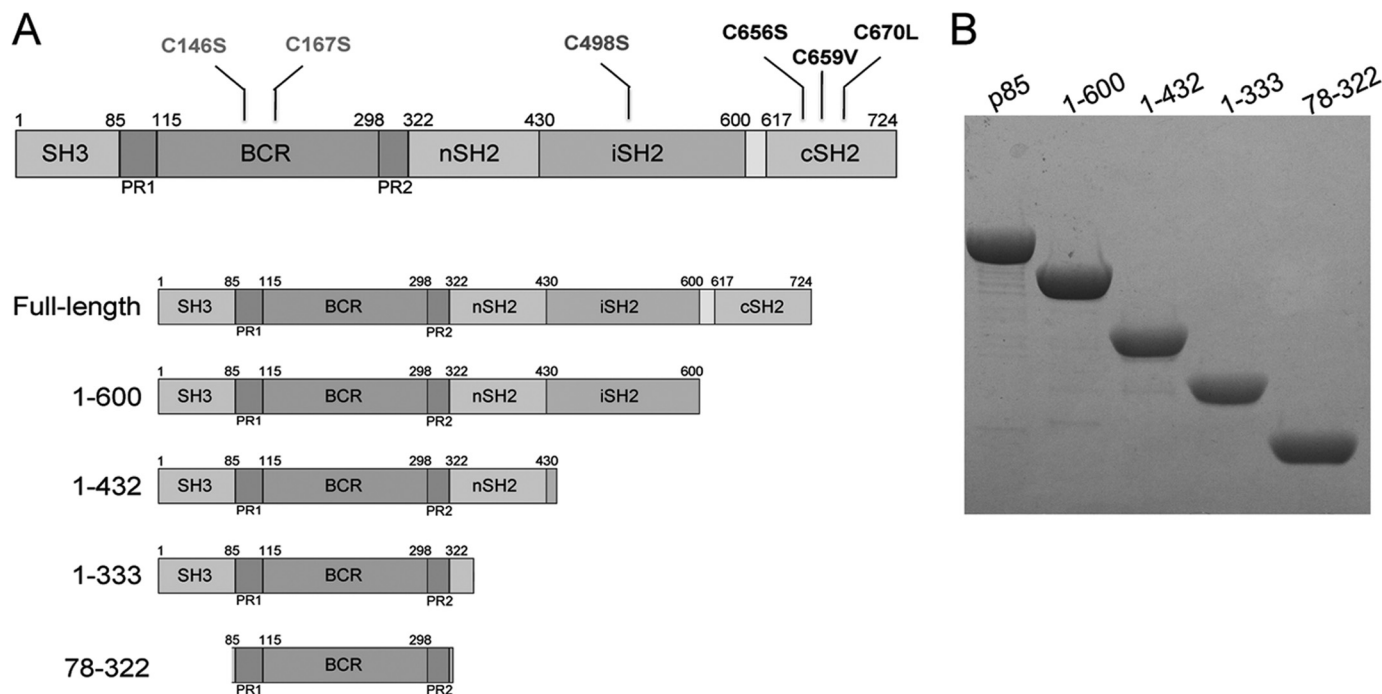 A
C146S C167S C498S C656S C659V C670L
1 85 115 298 322 430 600 617 724
SH3 BCR nSH2 iSH2 cSH2
PR1 PR2
Full-length
1 85 115 298 322 430 600 617 724
SH3 BCR nSH2 iSH2 cSH2
PR1 PR2
1-600
1 85 115 298 322 430 600
SH3 BCR nSH2 iSH2
PR1 PR2
1-432
1 85 115 298 322 430
SH3 BCR nSH2
PR1 PR2
1-333
1 85 115 298 322
SH3 BCR
PR1 PR2
78-322
85 115 298
BCR
PR1 PR2
B
p85 1-600 1-432 1-333 78-322